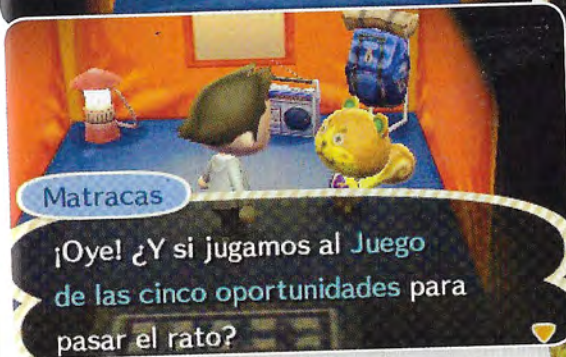 Matracas
¡Oye! ¿Y si jugamos al Juego
de las cinco oportunidades para
pasar el rato?